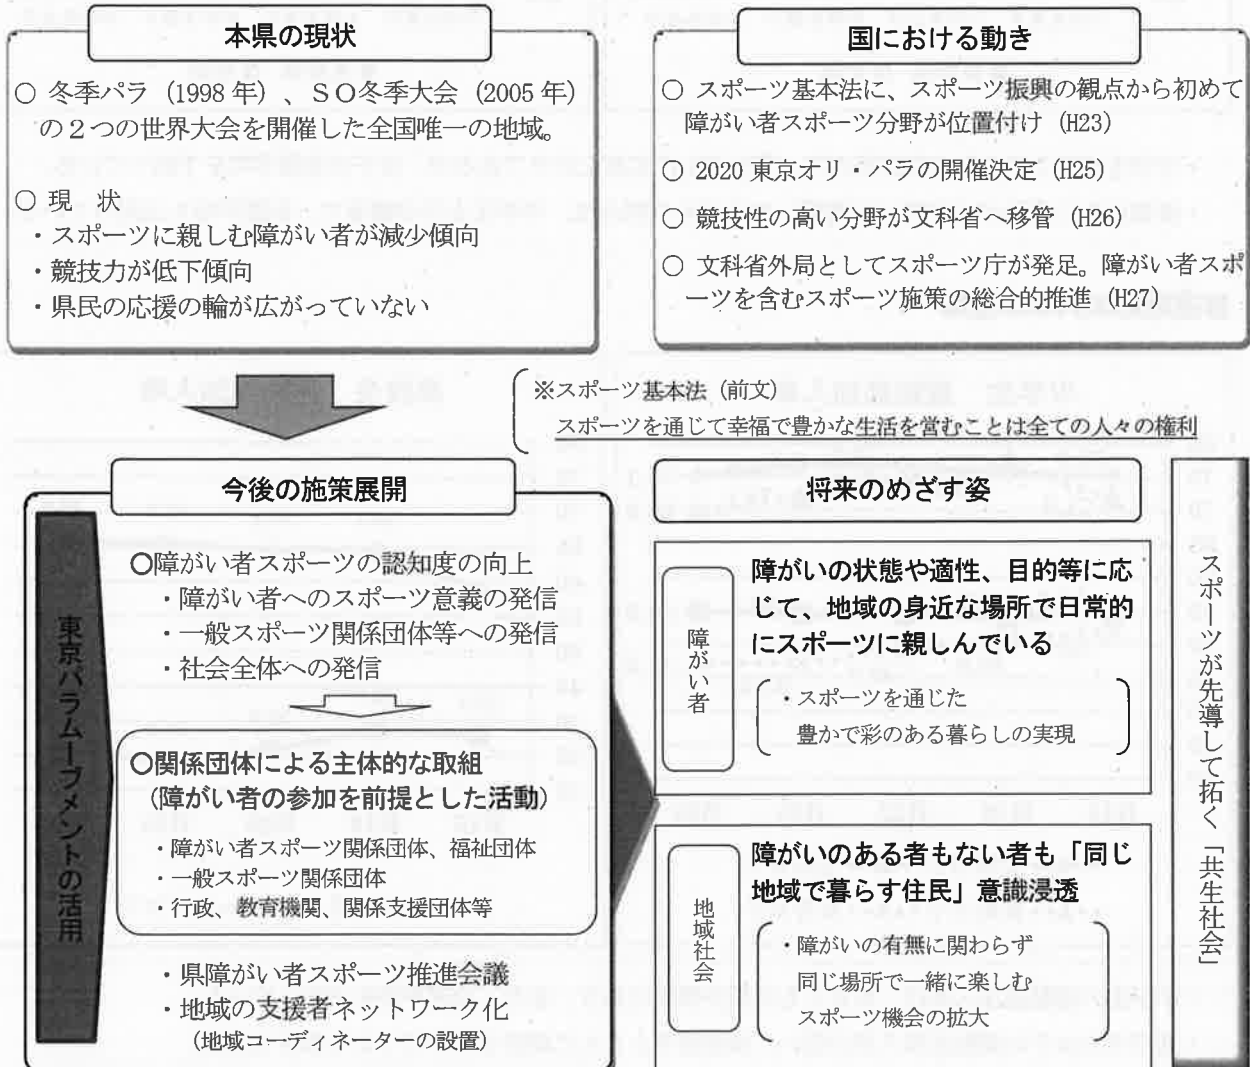 本県の現状
○ 冬季パラ（1998 年）、ＳＯ冬季大会（2005 年）
の２つの世界大会を開催した全国唯一の地域。
○ 現　状
・スポーツに親しむ障がい者が減少傾向
・競技力が低下傾向
・県民の応援の輪が広がっていない
国における動き
○ スポーツ基本法に、スポーツ振興の観点から初めて
障がい者スポーツ分野が位置付け（H23）
○ 2020 東京オリ・パラの開催決定（H25）
○ 競技性の高い分野が文科省へ移管（H26）
○ 文科省外局としてスポーツ庁が発足。障がい者スポ
ーツを含むスポーツ施策の総合的推進（H27）
※スポーツ基本法（前文）
スポーツを通じて幸福で豊かな生活を営むことは全ての人々の権利
今後の施策展開
東京パラムーブメントの活用
○障がい者スポーツの認知度の向上
・障がい者へのスポーツ意義の発信
・一般スポーツ関係団体等への発信
・社会全体への発信
○関係団体による主体的な取組
（障がい者の参加を前提とした活動）
・障がい者スポーツ関係団体、福祉団体
・一般スポーツ関係団体
・行政、教育機関、関係支援団体等
・県障がい者スポーツ推進会議
・地域の支援者ネットワーク化
（地域コーディネーターの設置）
将来のめざす姿
障がい者
障がいの状態や適性、目的等に応
じて、地域の身近な場所で日常的
にスポーツに親しんでいる
・スポーツを通じた
豊かで彩のある暮らしの実現
地域社会
障がいのある者もない者も「同じ
地域で暮らす住民」意識浸透
・障がいの有無に関わらず
同じ場所で一緒に楽しむ
スポーツ機会の拡大
スポーツが先導して拓く「共生社会」